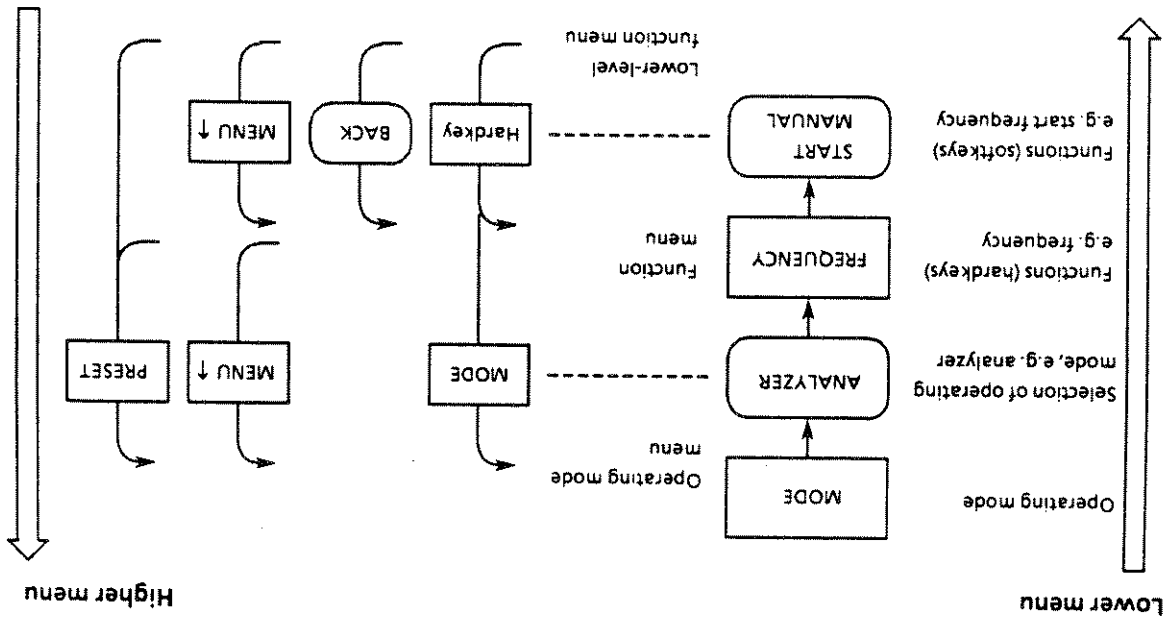 Lower menu
Higher menu
Operating mode
MODE
Operating mode
menu
Selection of operating
mode, e.g. analyzer
ANALYZER
MODE
MENU ↑
PRESET
Functions (hardkeys)
e.g. frequency
FREQUENCY
Function
menu
Functions (softkeys)
e.g. start frequency
START
MANUAL
Hardkey
BACK
MENU ↑
Lower-level
function menu